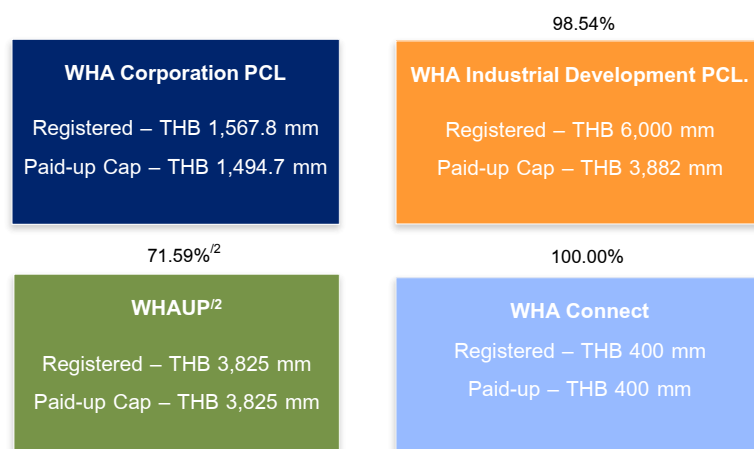 98.54%
WHA Corporation PCL
Registered – THB 1,567.8 mm
Paid-up Cap – THB 1,494.7 mm
WHA Industrial Development PCL.
Registered – THB 6,000 mm
Paid-up Cap – THB 3,882 mm
71.59%/2
WHAUP/2
Registered – THB 3,825 mm
Paid-up Cap – THB 3,825 mm
100.00%
WHA Connect
Registered – THB 400 mm
Paid-up – THB 400 mm